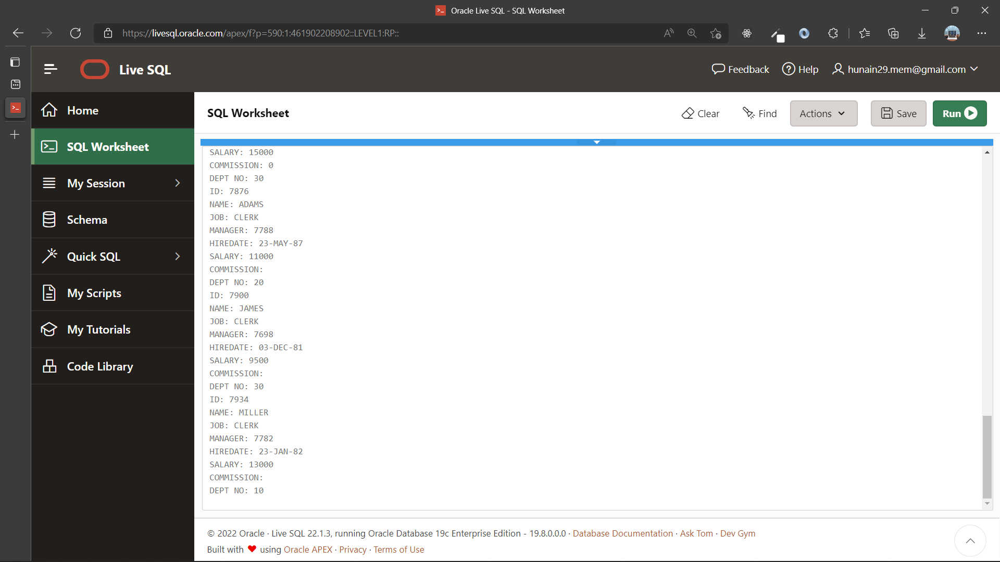 Oracle Live SQL - SQL Worksheet
https://livesql.oracle.com/apex/f?p=590:1:461902208902::LEVEL1:RP::
Live SQL
Feedback
Help
hunain29.mem@gmail.com
Home
SQL Worksheet
My Session
Schema
Quick SQL
My Scripts
My Tutorials
Code Library
SQL Worksheet
Clear
Find
Actions
Save
Run
SALARY: 15000
COMMISSION: 0
DEPT NO: 30
ID: 7876
NAME: ADAMS
JOB: CLERK
MANAGER: 7788
HIREDATE: 23-MAY-87
SALARY: 11000
COMMISSION:
DEPT NO: 20
ID: 7900
NAME: JAMES
JOB: CLERK
MANAGER: 7698
HIREDATE: 03-DEC-81
SALARY: 9500
COMMISSION:
DEPT NO: 30
ID: 7934
NAME: MILLER
JOB: CLERK
MANAGER: 7782
HIREDATE: 23-JAN-82
SALARY: 13000
COMMISSION:
DEPT NO: 10
© 2022 Oracle · Live SQL 22.1.3, running Oracle Database 19c Enterprise Edition - 19.8.0.0.0 · Database Documentation · Ask Tom · Dev Gym
Built with ❤ using Oracle APEX · Privacy · Terms of Use